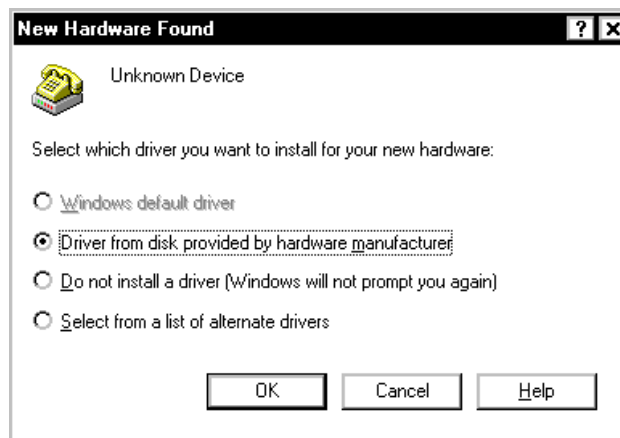 New Hardware Found
Unknown Device
Select which driver you want to install for your new hardware:
Windows default driver
Driver from disk provided by hardware manufacturer
Do not install a driver (Windows will not prompt you again)
Select from a list of alternate drivers
OK Cancel Help